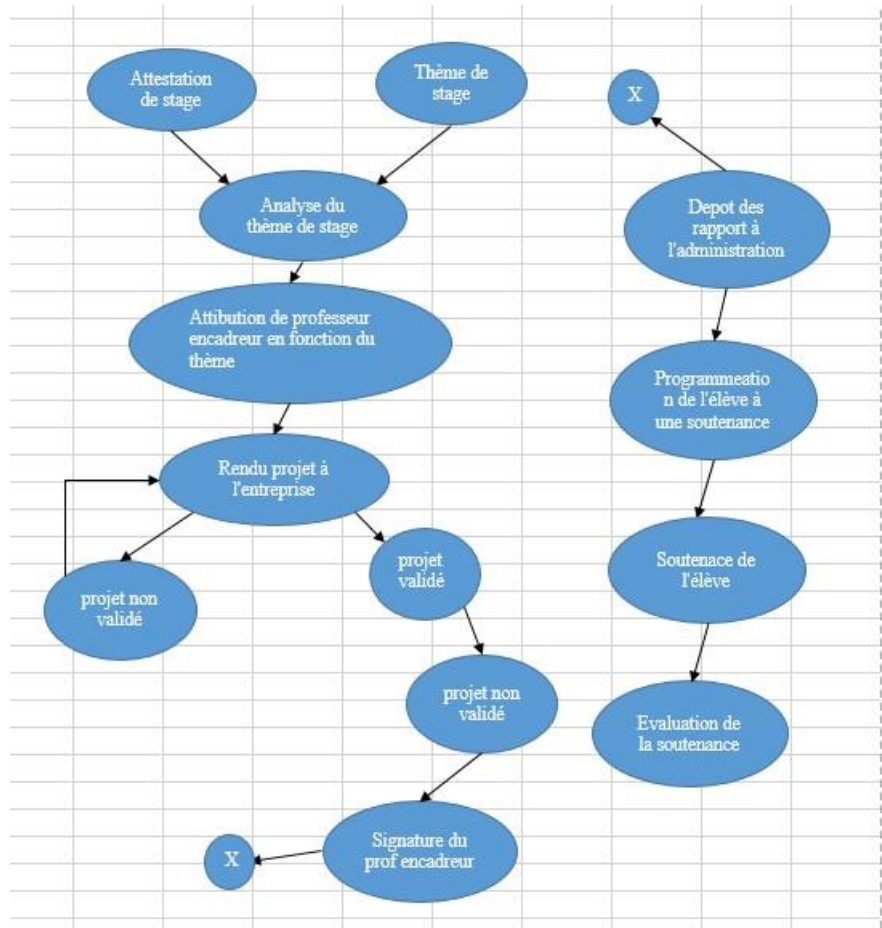 Attestation
de stage
Thème de
stage
Analyse du
thème de stage
Attibution de professeur
encadreur en fonction du
thème
Rendu projet à
l'entreprise
projet non
validé
projet
validé
projet non
validé
Signature du
prof encadreur
X
X
Depot des
rapport à
l'administration
Programmeatio
n de l'élève à
une soutenance
Soutenace de
l'élève
Evaluation de
la soutenance